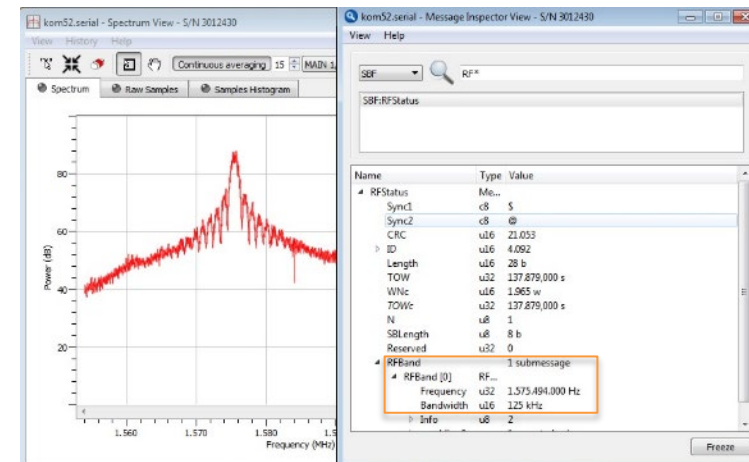 kom52.serial - Spectrum View - S/N 3012430
View History Help
Continuous averaging 15 MAIN 1,
Spectrum Raw Samples Samples Histogram
80
60
40
20
Power (dB)
1.560 1.570 1.580 1.5
Frequency (MHz)
kom52.serial - Message Inspector View - S/N 3012430
View Help
SBF RF*
SBF:RFStatus
Name Type Value
RFStatus Me...
Sync1 c8 $
Sync2 c8 @
CRC u16 21.053
ID u16 4.092
Length u16 28 b
TOW u32 137.879,000 s
WNc u16 1.965 w
TOWc u32 137.879,000 s
N u8 1
SBLength u8 8 b
Reserved u32 0
RFBand 1 submessage
RFBand [0] RF...
Frequency u32 1.575.494.000 Hz
Bandwidth u16 125 kHz
Info u8 2
Freeze